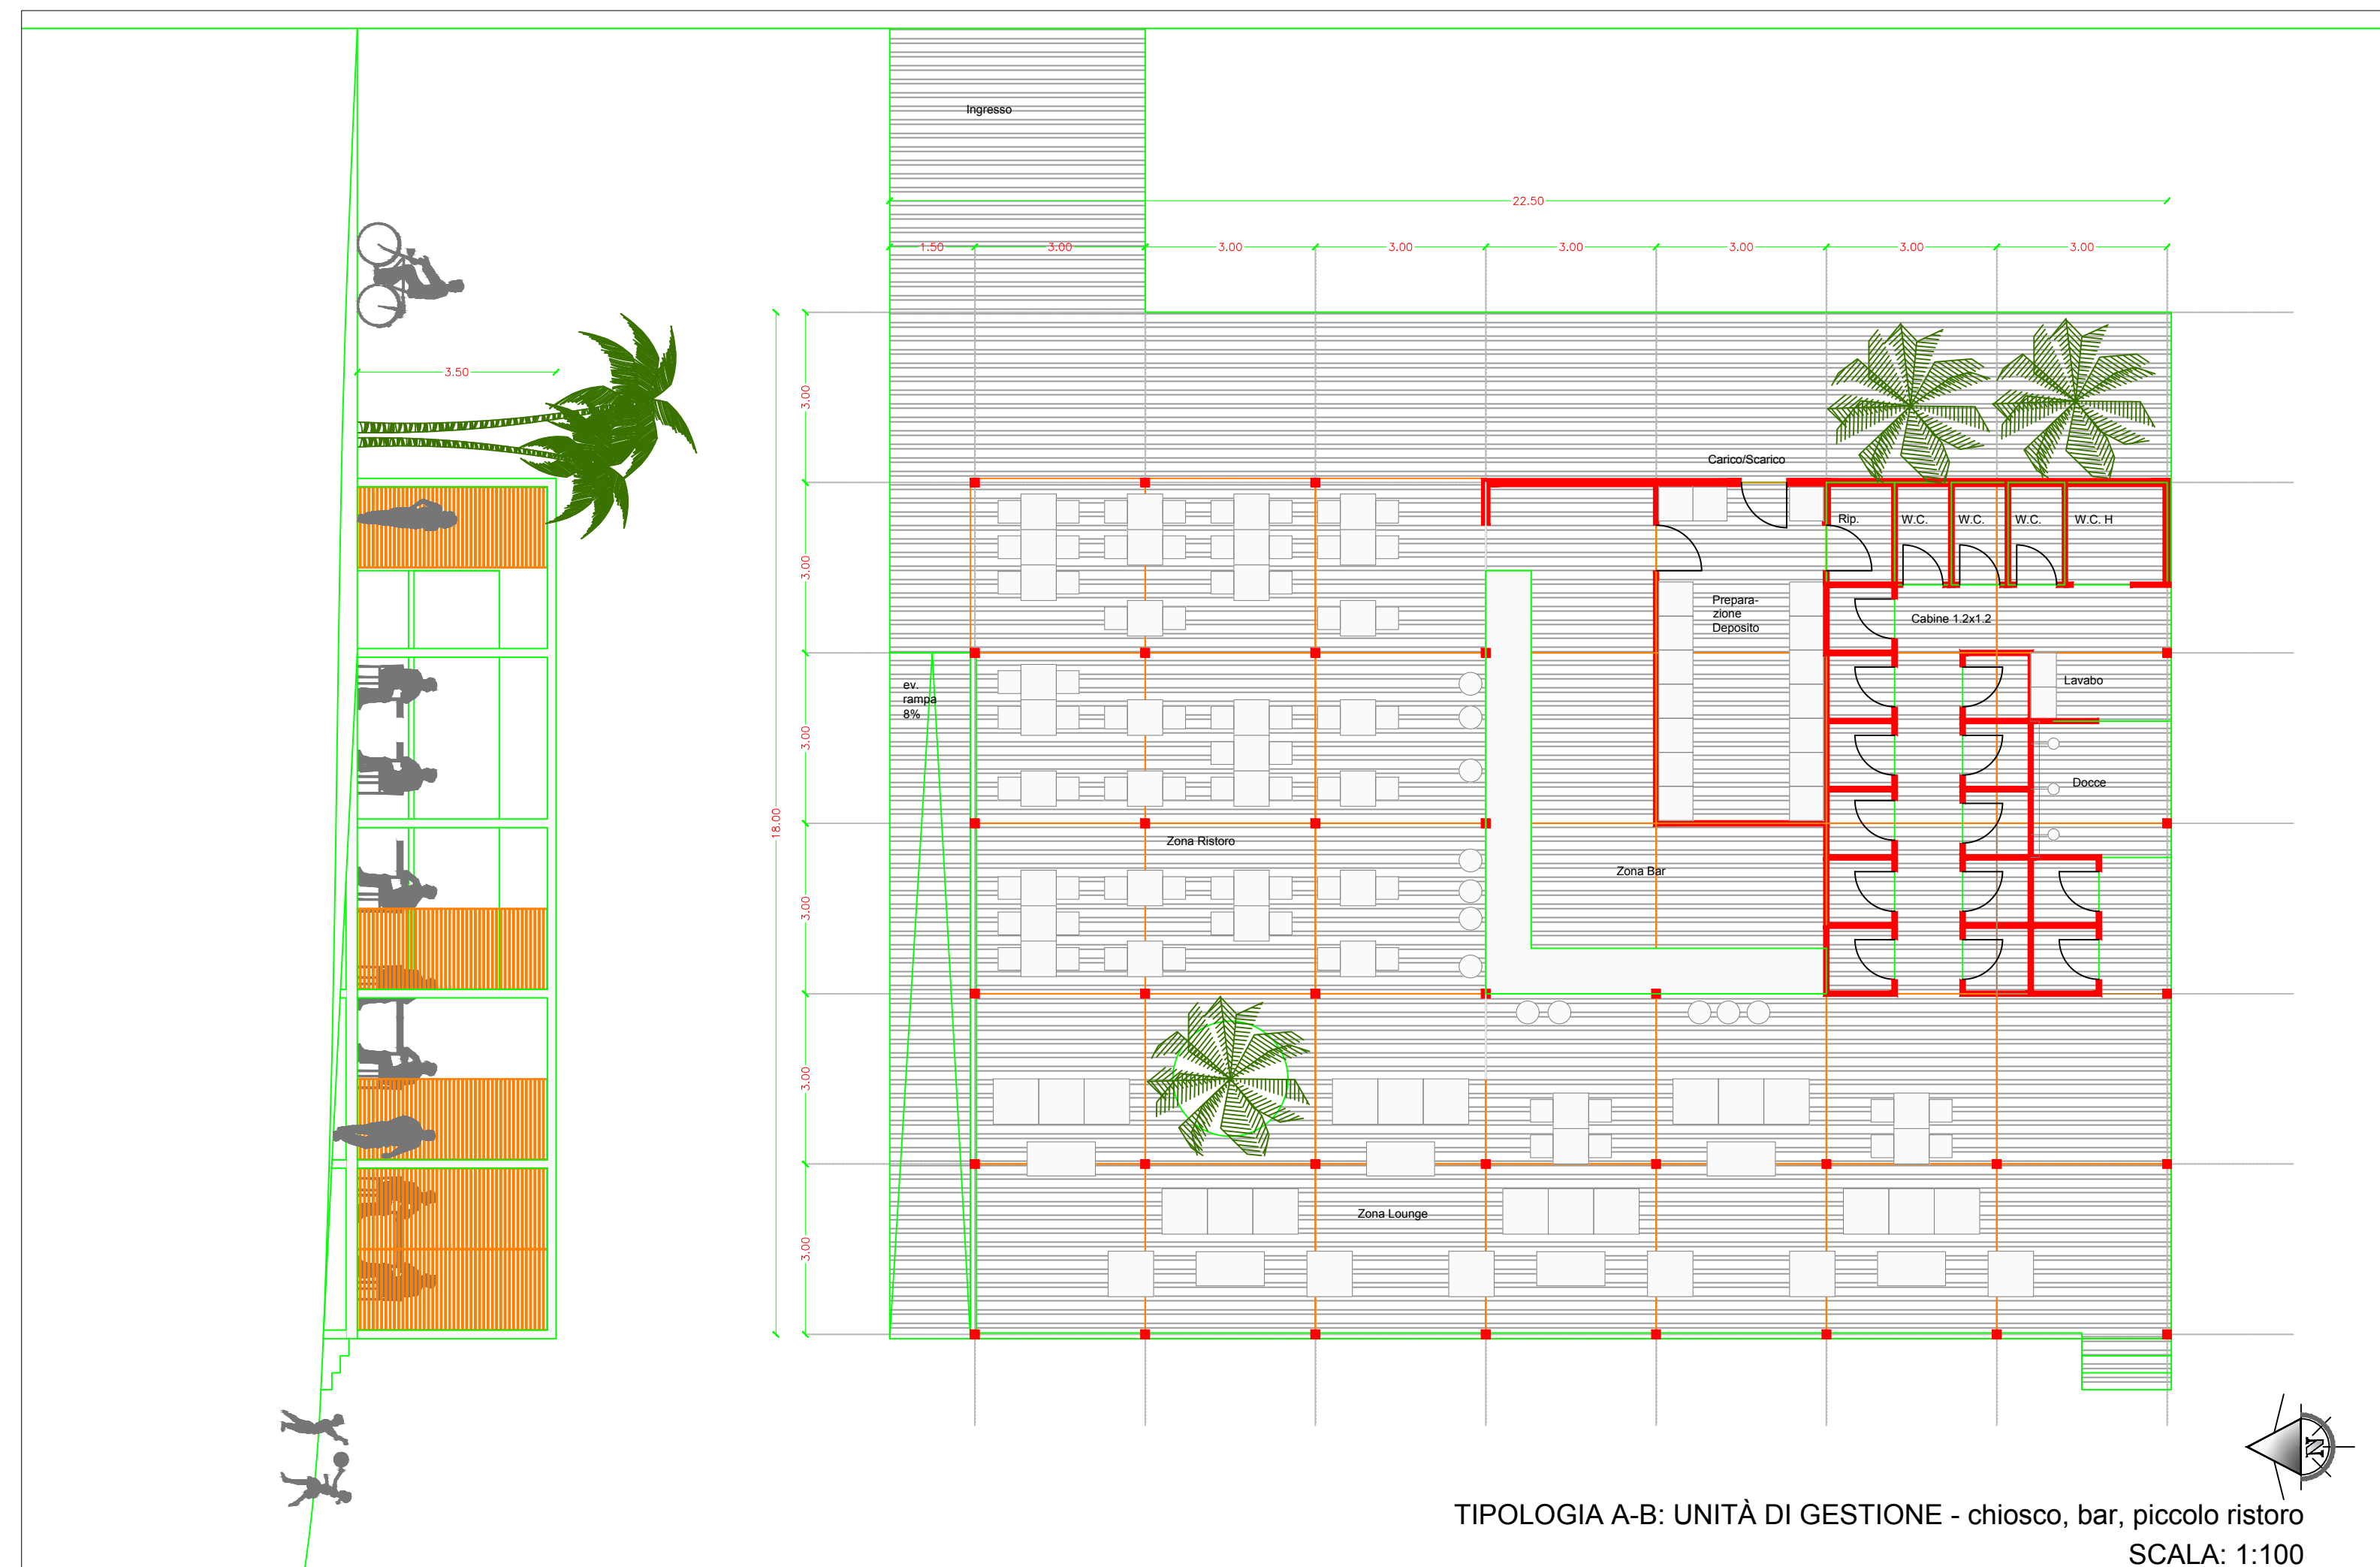 Ingresso
22.50
1.50
3.00
3.00
3.00
3.00
3.00
3.00
3.00
3.50
3.00
3.00
3.00
3.00
3.00
3.00
18.00
Carico/Scarico
Rip.
W.C.
W.C.
W.C.
W.C. H
Prepara-
zione
Deposito
Cabine 1.2x1.2
ev.
rampa
8%
Lavabo
Docce
Zona Ristoro
Zona Bar
Zona Lounge
N
TIPOLOGIA A-B: UNITÀ DI GESTIONE - chiosco, bar, piccolo ristoro
SCALA: 1:100